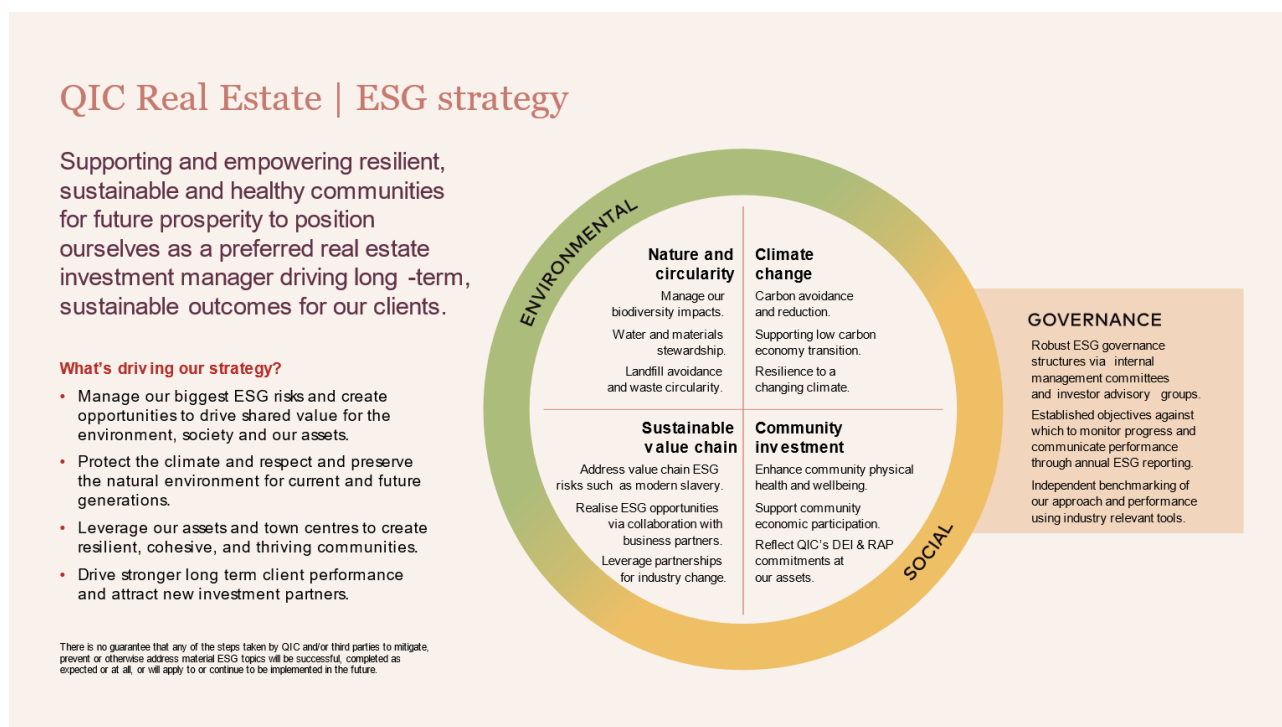 QIC Real Estate | ESG strategy
Supporting and empowering resilient,
sustainable and healthy communities
for future prosperity to position
ourselves as a preferred real estate
investment manager driving long -term,
sustainable outcomes for our clients.
What's driving our strategy?
• Manage our biggest ESG risks and create
opportunities to drive shared value for the
environment, society and our assets.
• Protect the climate and respect and preserve
the natural environment for current and future
generations.
• Leverage our assets and town centres to create
resilient, cohesive, and thriving communities.
• Drive stronger long term client performance
and attract new investment partners.
There is no guarantee that any of the steps taken by QIC and/or third parties to mitigate,
prevent or otherwise address material ESG topics will be successful, completed as
expected or at all, or will apply to or continue to be implemented in the future.
ENVIRONMENTAL
Nature and
circularity
Manage our
biodiversity impacts.
Water and materials
stewardship.
Landfill avoidance
and waste circularity.
Climate
change
Carbon avoidance
and reduction.
Supporting low carbon
economy transition.
Resilience to a
changing climate.
Sustainable
value chain
Address value chain ESG
risks such as modern slavery.
Realise ESG opportunities
via collaboration with
business partners.
Leverage partnerships
for industry change.
Community
investment
Enhance community physical
health and wellbeing.
Support community
economic participation.
Reflect QIC's DEI & RAP
commitments at
our assets.
SOCIAL
GOVERNANCE
Robust ESG governance
structures via internal
management committees
and investor advisory groups.
Established objectives against
which to monitor progress and
communicate performance
through annual ESG reporting.
Independent benchmarking of
our approach and performance
using industry relevant tools.